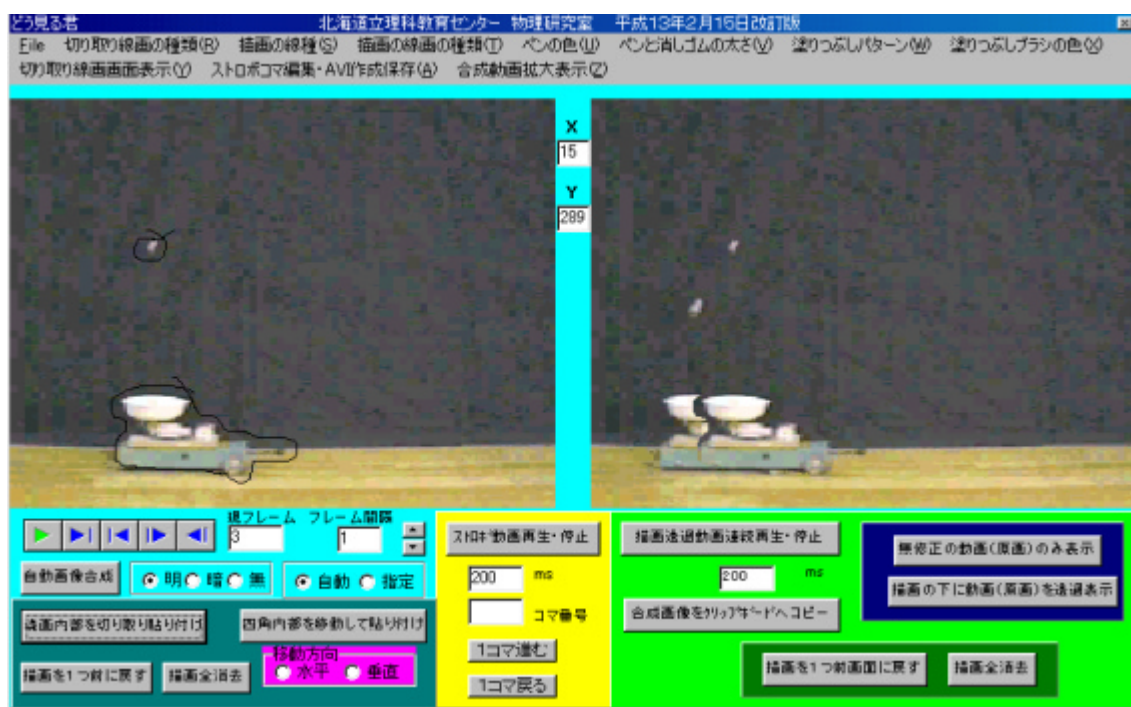 どう見る君 北海道立理科教育センター 物理研究室 平成13年2月16日改訂版
File 切り取り線画の種類(R) 描画の線種(S) 描画の線画の種類(T) ペンの色(U) ペンと消しゴムの太さ(V) 塗りつぶしパターン(W) 塗りつぶしブラシの色(X)
切り取り線画画面表示(Y) ストロボコマ編集・AVI作成保存(A) 合成動画拡大表示(Z)
X
15
Y
289
フレーム フレーム間隔
3 1
自動画像合成 明 暗 無 自動 指定
線画内部を切り取り貼り付け 四角内部を移動して貼り付け
移動方向
水平 垂直
描画を1つ前に戻す 描画全消去
ストロボ動画再生・停止
200 ms
コマ番号
1コマ進む
1コマ戻る
描画透過動画連続再生・停止
200 ms
合成画像をクリップボードへコピー
無修正の動画(原画)のみ表示
描画の下に動画(原画)を透過表示
描画を1つ前画面に戻す 描画全消去